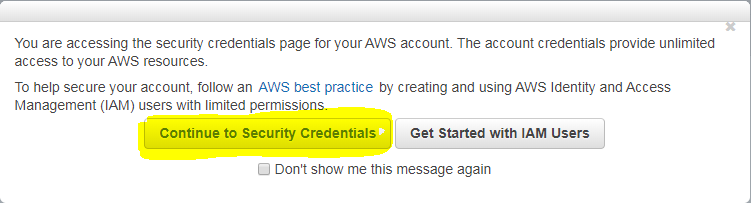 You are accessing the security credentials page for your AWS account. The account credentials provide unlimited
access to your AWS resources.
To help secure your account, follow an AWS best practice by creating and using AWS Identity and Access
Management (IAM) users with limited permissions.
Continue to Security Credentials
Get Started with IAM Users
Don't show me this message again